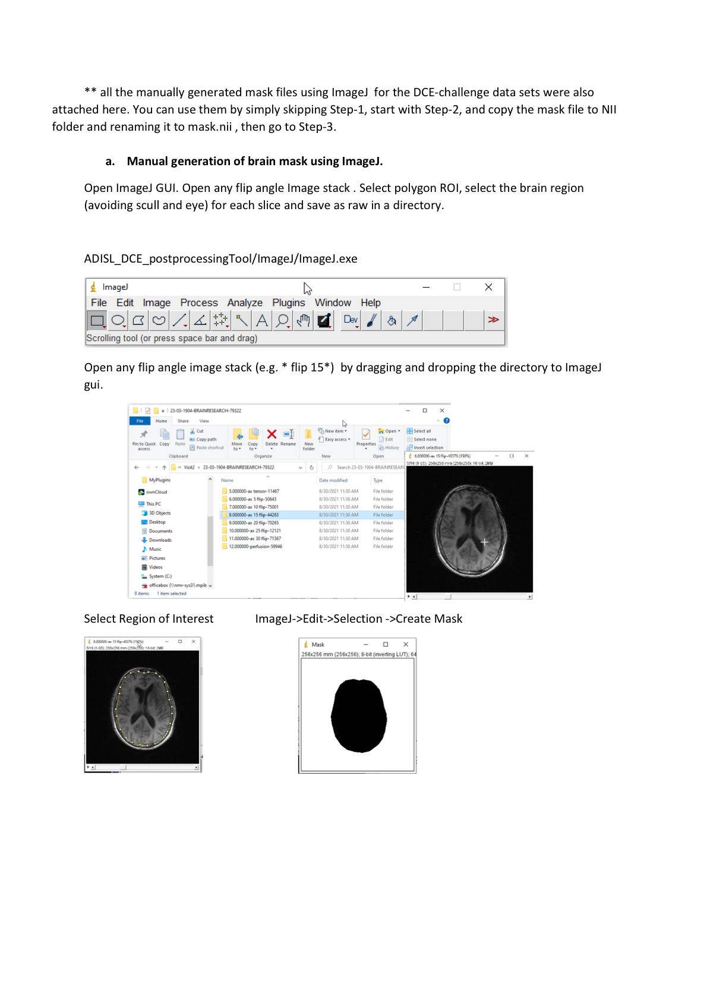 ** all the manually generated mask files using ImageJ  for the DCE-challenge data sets were also
attached here. You can use them by simply skipping Step-1, start with Step-2, and copy the mask file to NII
folder and renaming it to mask.nii , then go to Step-3.
a. Manual generation of brain mask using ImageJ.
Open ImageJ GUI. Open any flip angle Image stack . Select polygon ROI, select the brain region
(avoiding scull and eye) for each slice and save as raw in a directory.
ADISL_DCE_postprocessingTool/ImageJ/ImageJ.exe
ImageJ
File Edit Image Process Analyze Plugins Window Help
Dev
Scrolling tool (or press space bar and drag)
Open any flip angle image stack (e.g. * flip 15*)  by dragging and dropping the directory to ImageJ
gui.
23-03-1904-BRAINRESEARCH-79322
File Home Share View
Pin to Quick access Copy Paste Cut Copy path Paste shortcut
Move to Copy to Delete Rename New folder New item Easy access Properties Open Edit History Select all Select none Invert selection
Clipboard Organize New Open
« Visit2 > 23-03-1904-BRAINRESEARCH-79322 Search 23-03-1904-BRAINRESEAR
Name Date modified Type
MyPlugins
ownCloud
This PC
3D Objects
Desktop
Documents
Downloads
Music
Pictures
Videos
System (C:)
officebox (\\nmr-sys31.mpib
5.000000-ax tensor-11467 8/30/2021 11:30 AM File folder
6.000000-ax 5 flip-50643 8/30/2021 11:30 AM File folder
7.000000-ax 10 flip-75001 8/30/2021 11:30 AM File folder
8.000000-ax 15 flip-44283 8/30/2021 11:30 AM File folder
9.000000-ax 20 flip-70265 8/30/2021 11:30 AM File folder
10.000000-ax 25 flip-12121 8/30/2021 11:30 AM File folder
11.000000-ax 30 flip-71367 8/30/2021 11:30 AM File folder
12.000000-perfusion-59946 8/30/2021 11:30 AM File folder
8 items 1 item selected
8.000000-ax 15 flip-40376 (150%)
5/16 (1-05); 256x256 mm (256x256); 16-bit; 2MB
Select Region of Interest ImageJ->Edit->Selection ->Create Mask
8.000000-ax 15 flip-40376 (150%)
5/16 (1-05); 256x256 mm (256x256); 16-bit; 2MB
Mask
256x256 mm (256x256); 8-bit (inverting LUT); 64